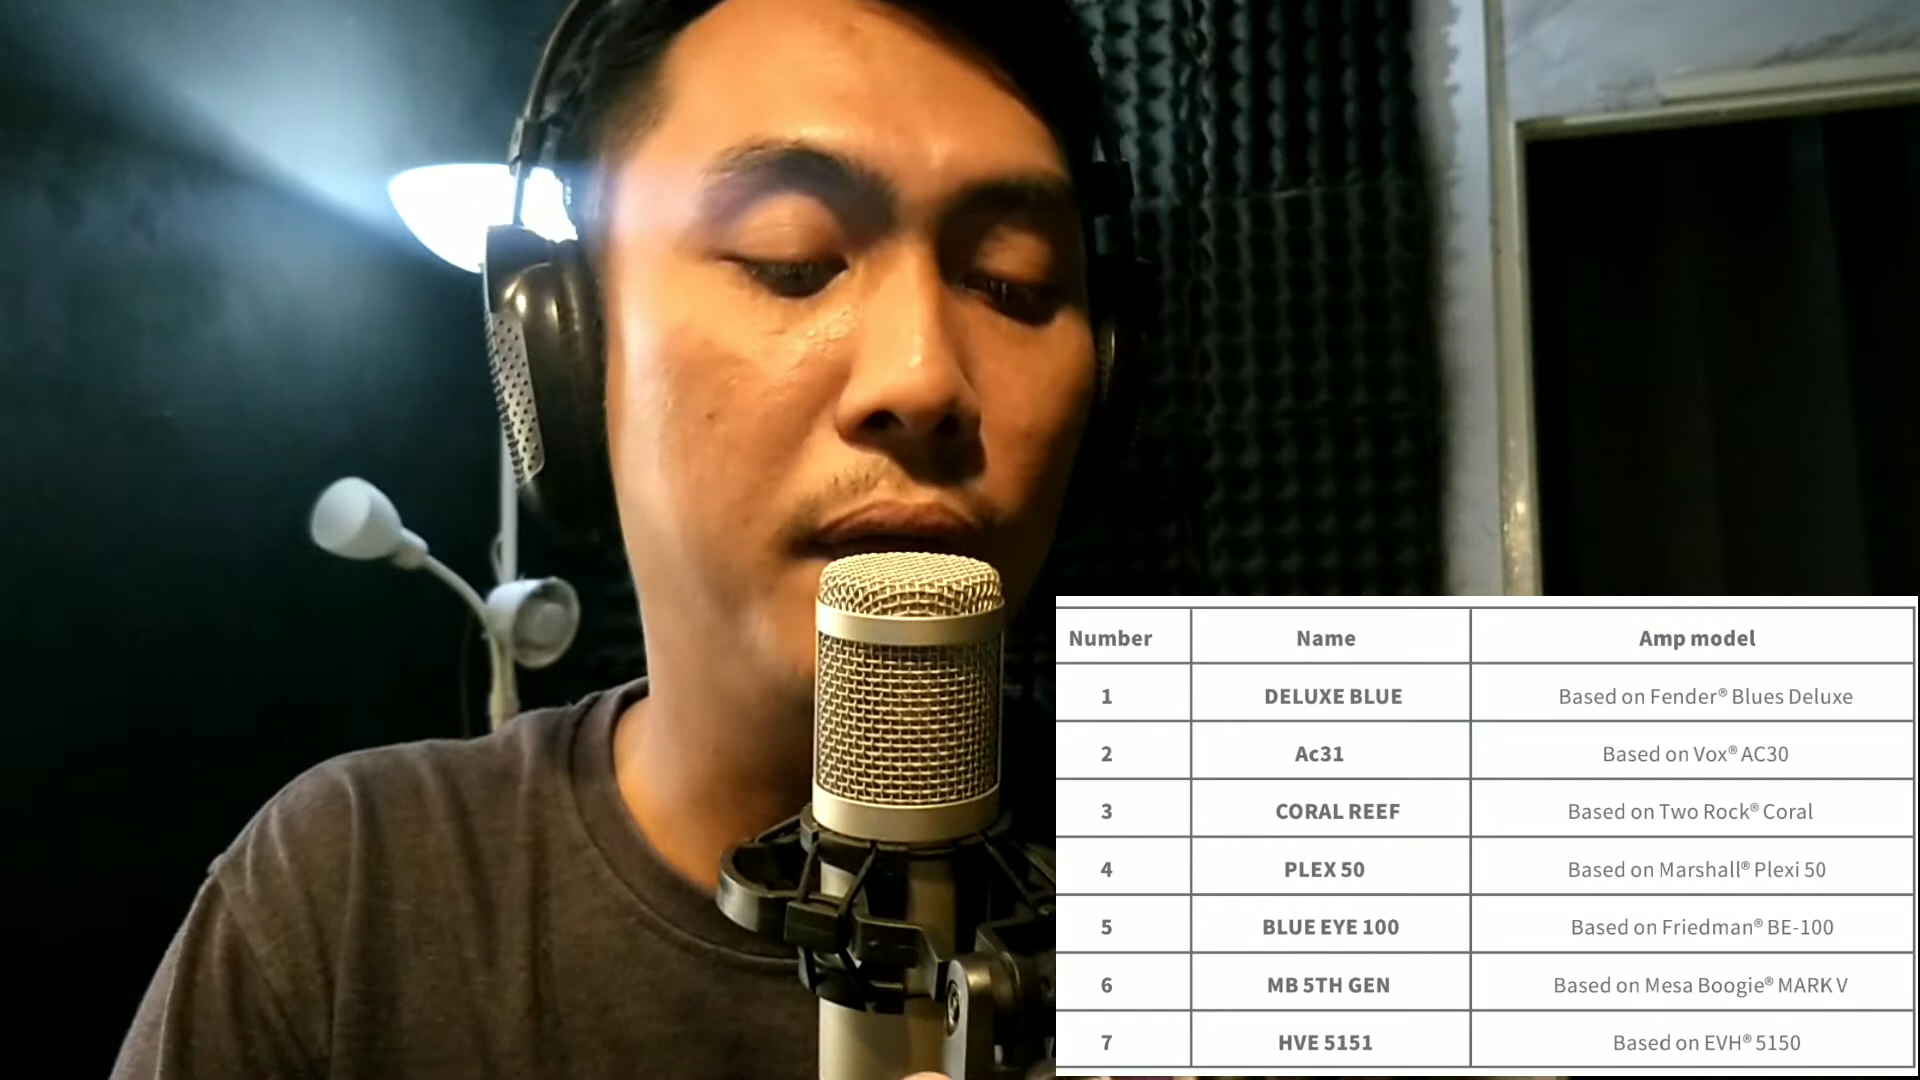 Number Name Amp model
1 DELUXE BLUE Based on Fender® Blues Deluxe
2 Ac31 Based on Vox® AC30
3 CORAL REEF Based on Two Rock® Coral
4 PLEX 50 Based on Marshall® Plexi 50
5 BLUE EYE 100 Based on Friedman® BE-100
6 MB 5TH GEN Based on Mesa Boogie® MARK V
7 HVE 5151 Based on EVH® 5150